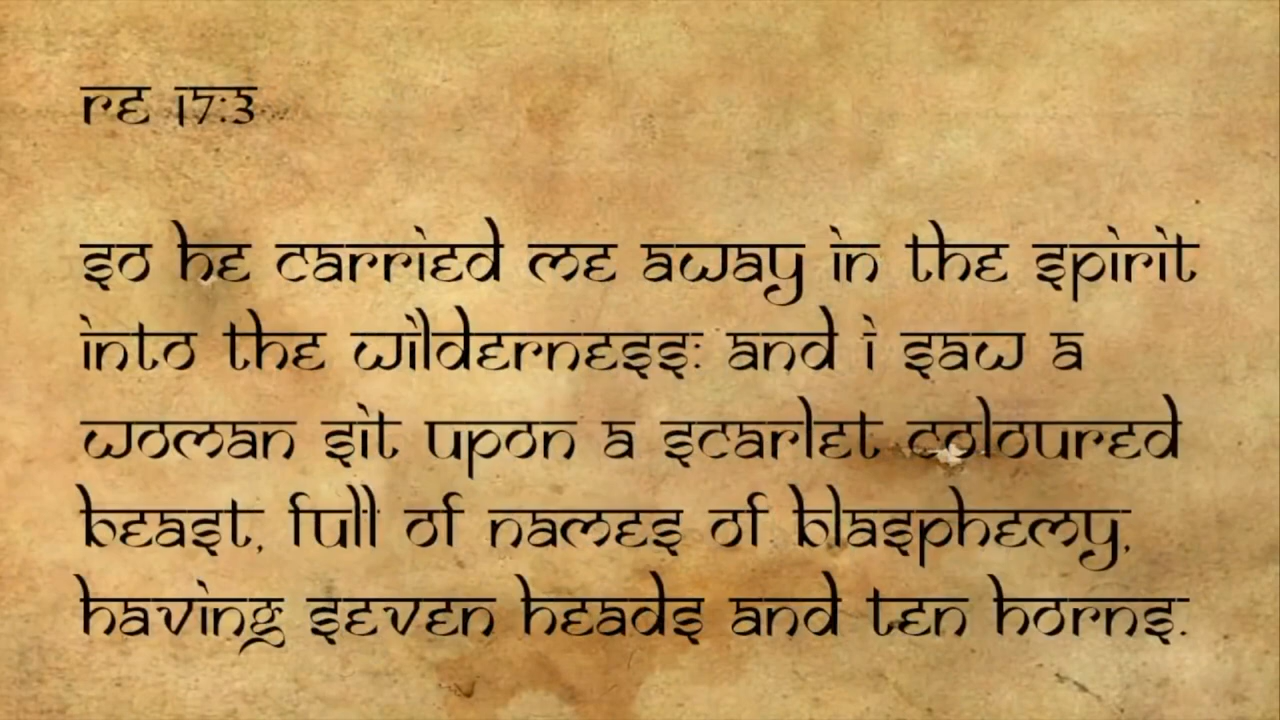 re 17:3
so he carried me away in the spirit
into the wilderness: and i saw a
woman sit upon a scarlet coloured
beast, full of names of blasphemy,
having seven heads and ten horns.